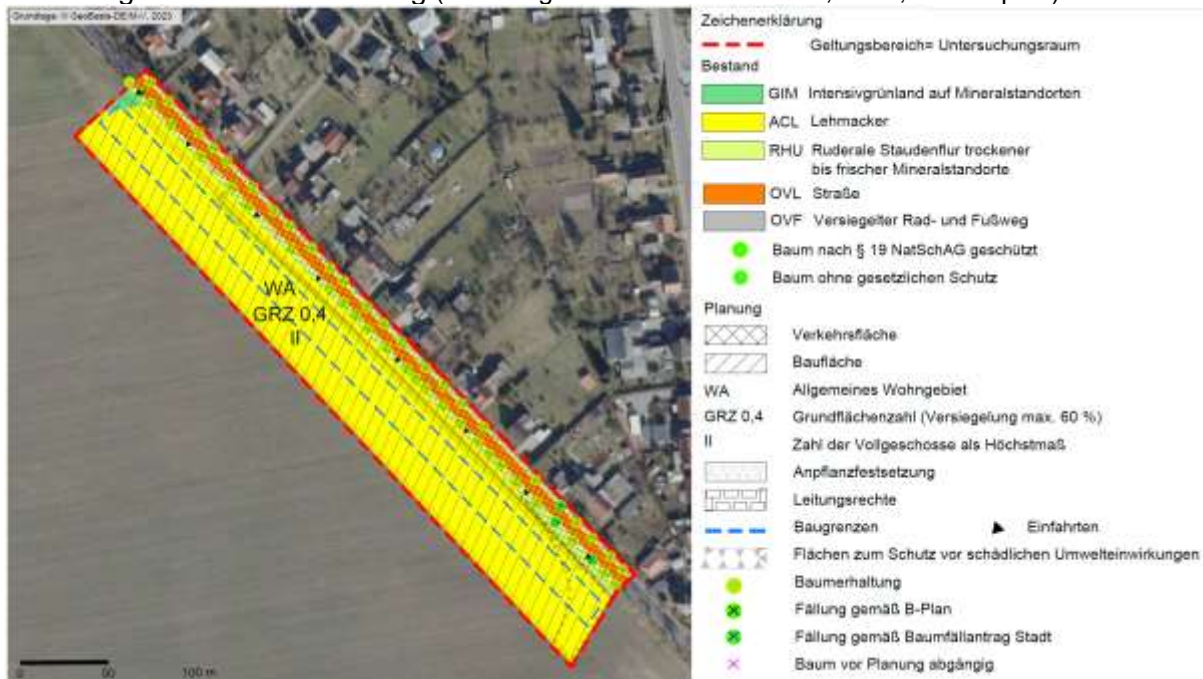 Grundlage: © GeoBasis-DE/M-V, 2023
WA
GRZ 0,4
II
0
50
100 m
Zeichenerklärung
Geltungsbereich= Untersuchungsraum
Bestand
GIM Intensivgrünland auf Mineralstandorten
ACL Lehmacker
RHU Ruderale Staudenflur trockener
bis frischer Mineralstandorte
OVL Straße
OVF Versiegelter Rad- und Fußweg
Baum nach § 19 NatSchAG geschützt
Baum ohne gesetzlichen Schutz
Planung
Verkehrsfläche
Baufläche
WA Allgemeines Wohngebiet
GRZ 0,4 Grundflächenzahl (Versiegelung max. 60 %)
II Zahl der Vollgeschosse als Höchstmaß
Anpflanzfestsetzung
Leitungsrechte
Baugrenzen Einfahrten
Flächen zum Schutz vor schädlichen Umwelteinwirkungen
Baumerhaltung
Fällung gemäß B-Plan
Fällung gemäß Baumfällantrag Stadt
Baum vor Planung abgängig